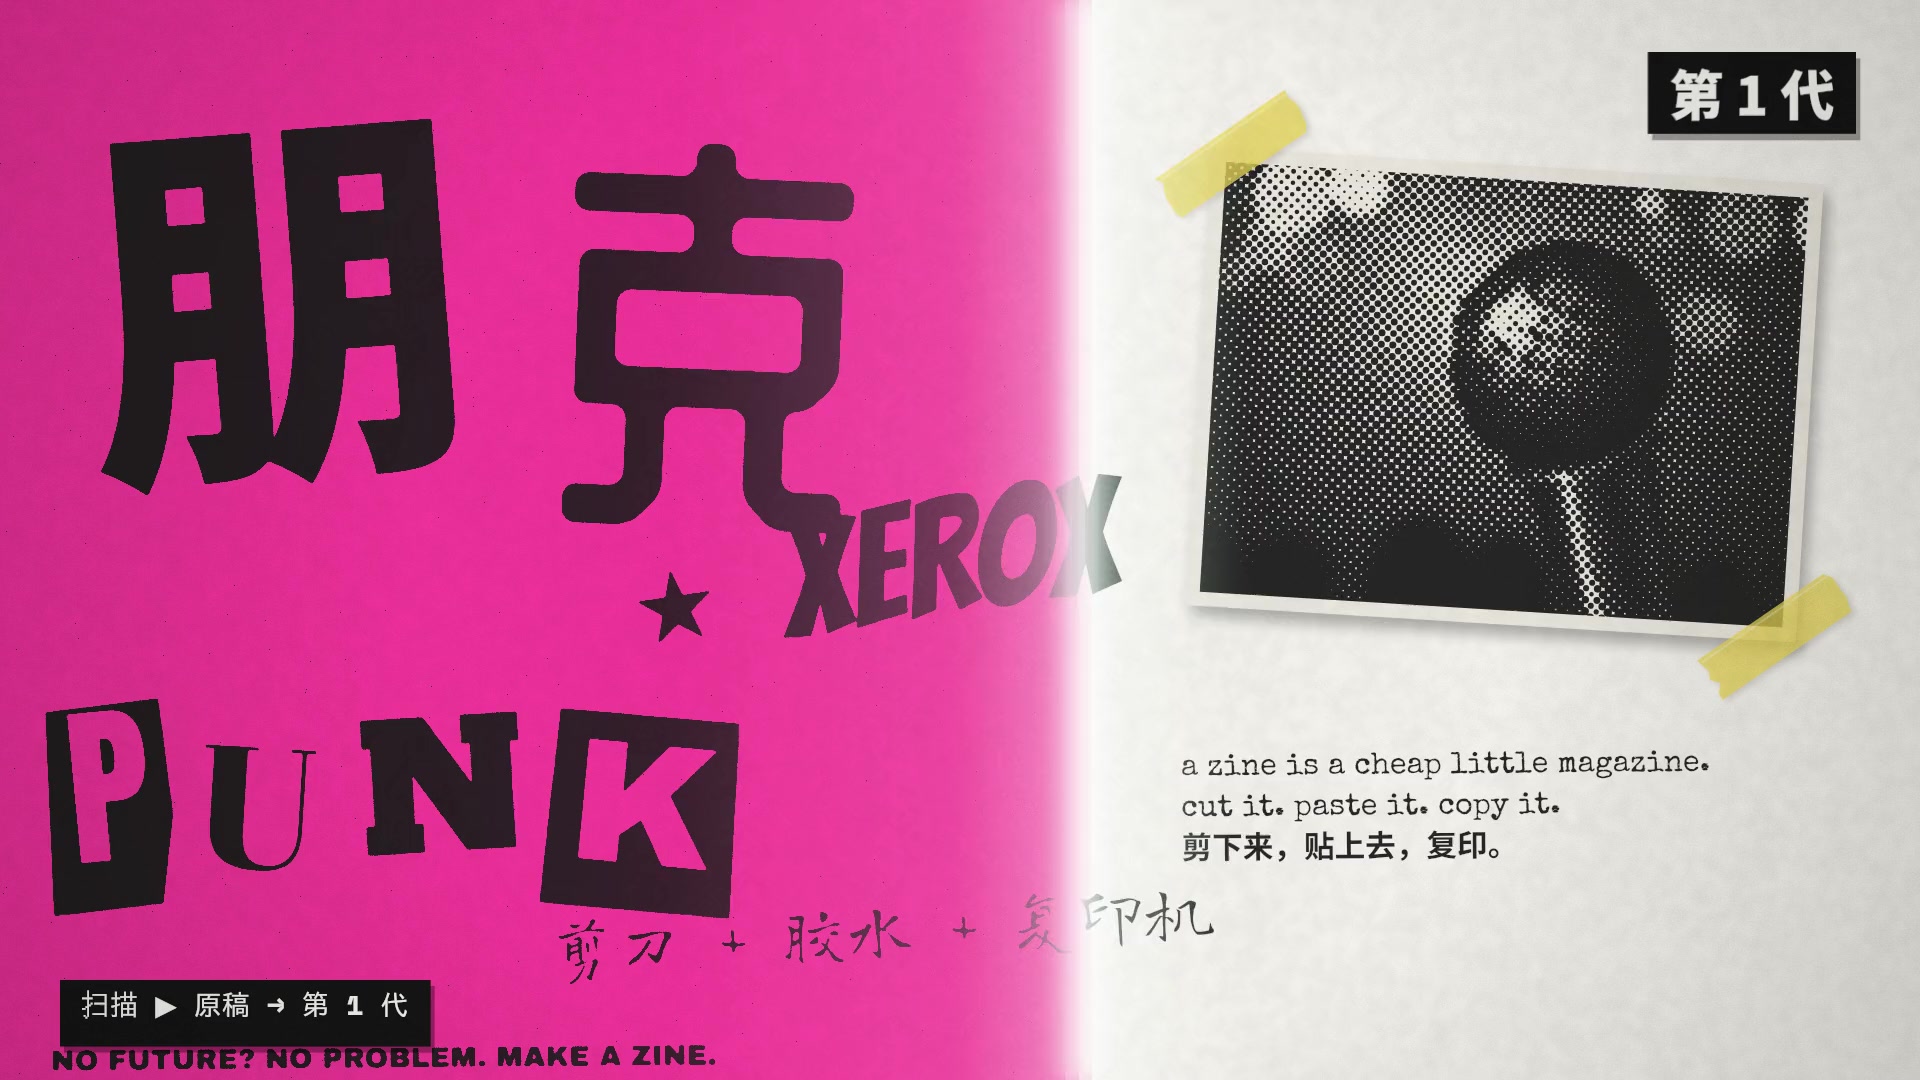 朋克
XEROX
PUNK
剪刀 + 胶水 + 复印机
扫描 ▶ 原稿 → 第 1 代
NO FUTURE? NO PROBLEM. MAKE A ZINE.
第1代
a zine is a cheap little magazine.
cut it. paste it. copy it.
剪下来，贴上去，复印。